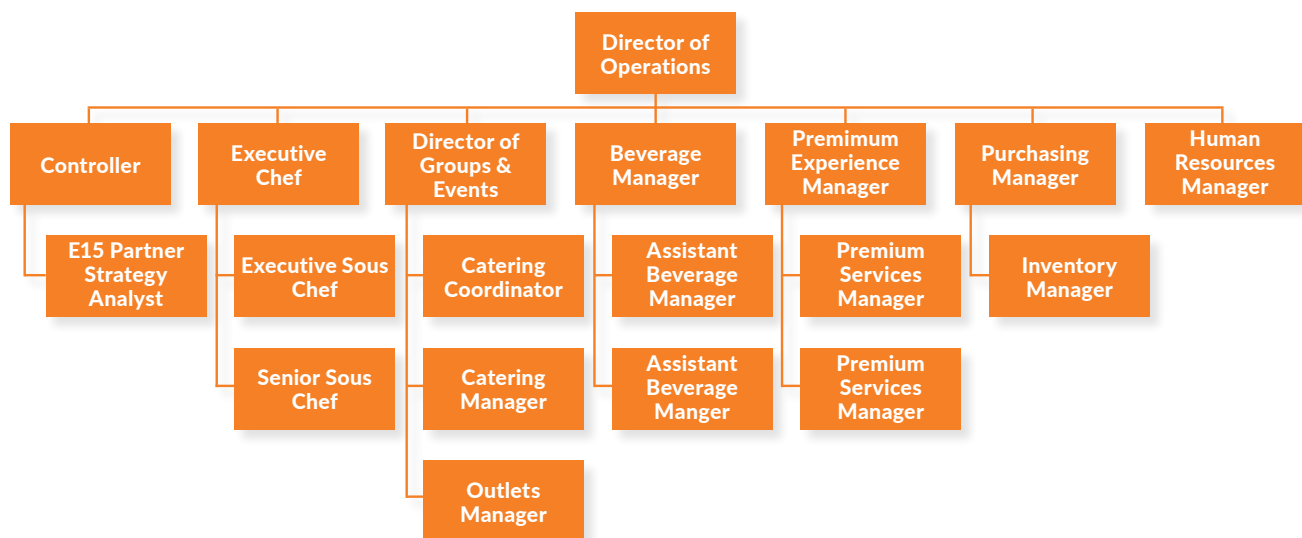 Director of
Operations
Controller
Executive
Chef
Director of
Groups &
Events
Beverage
Manager
Premimum
Experience
Manager
Purchasing
Manager
Human
Resources
Manager
E15 Partner
Strategy
Analyst
Executive Sous
Chef
Catering
Coordinator
Assistant
Beverage
Manager
Premium
Services
Manager
Inventory
Manager
Senior Sous
Chef
Catering
Manager
Assistant
Beverage
Manger
Premium
Services
Manager
Outlets
Manager